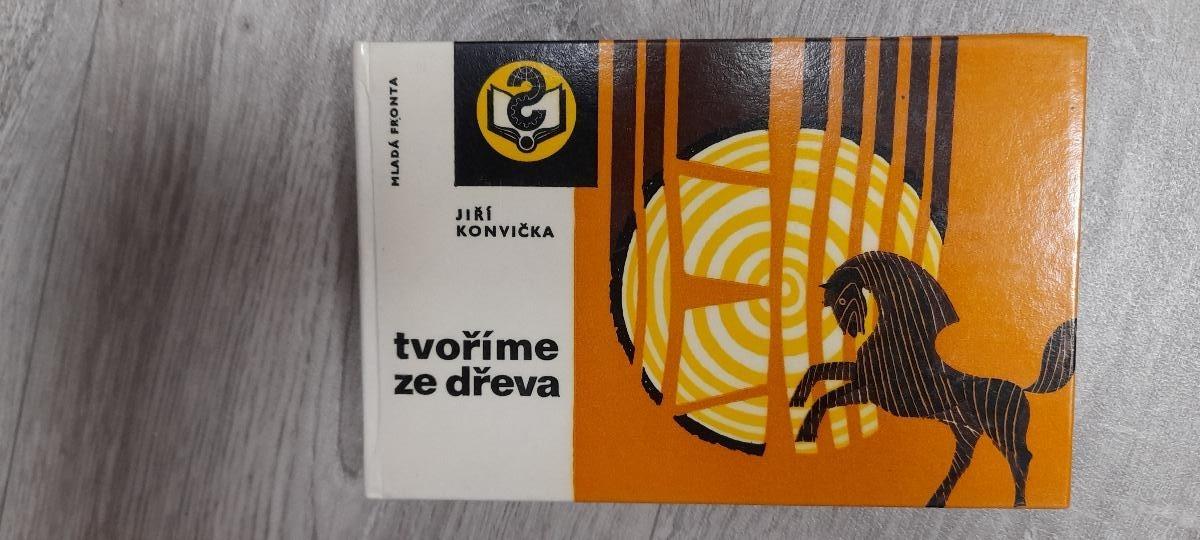 MLADÁ FRONTA
JIŘÍ
KONVIČKA
tvoříme
ze dřeva